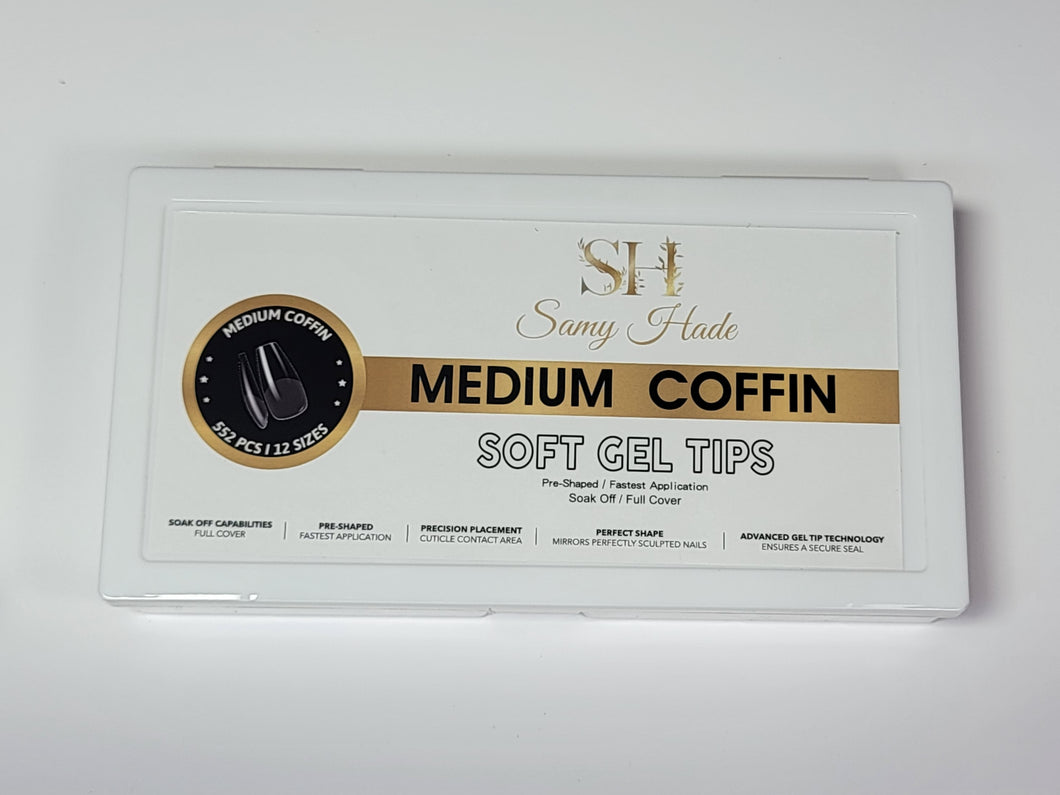 SH
Samy Hade
MEDIUM COFFIN
552 PCS | 12 SIZES
MEDIUM COFFIN
SOFT GEL TIPS
Pre-Shaped / Fastest Application
Soak Off / Full Cover
SOAK OFF CAPABILITIES
FULL COVER
PRE-SHAPED
FASTEST APPLICATION
PRECISION PLACEMENT
CUTICLE CONTACT AREA
PERFECT SHAPE
MIRRORS PERFECTLY SCULPTED NAILS
ADVANCED GEL TIP TECHNOLOGY
ENSURES A SECURE SEAL